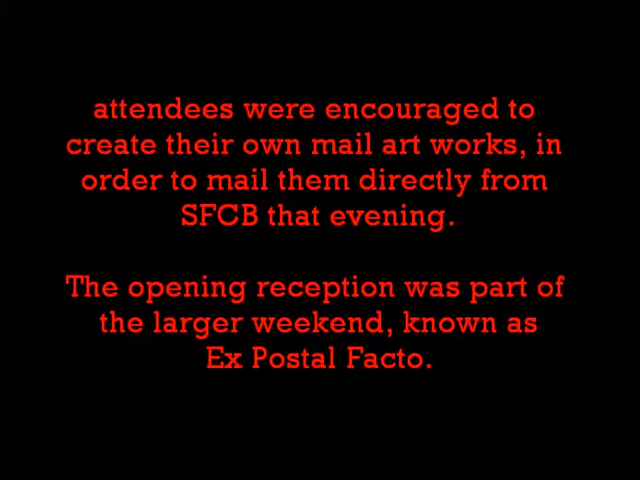 attendees were encouraged to
create their own mail art works, in
order to mail them directly from
SFCB that evening.
The opening reception was part of
the larger weekend, known as
Ex Postal Facto.